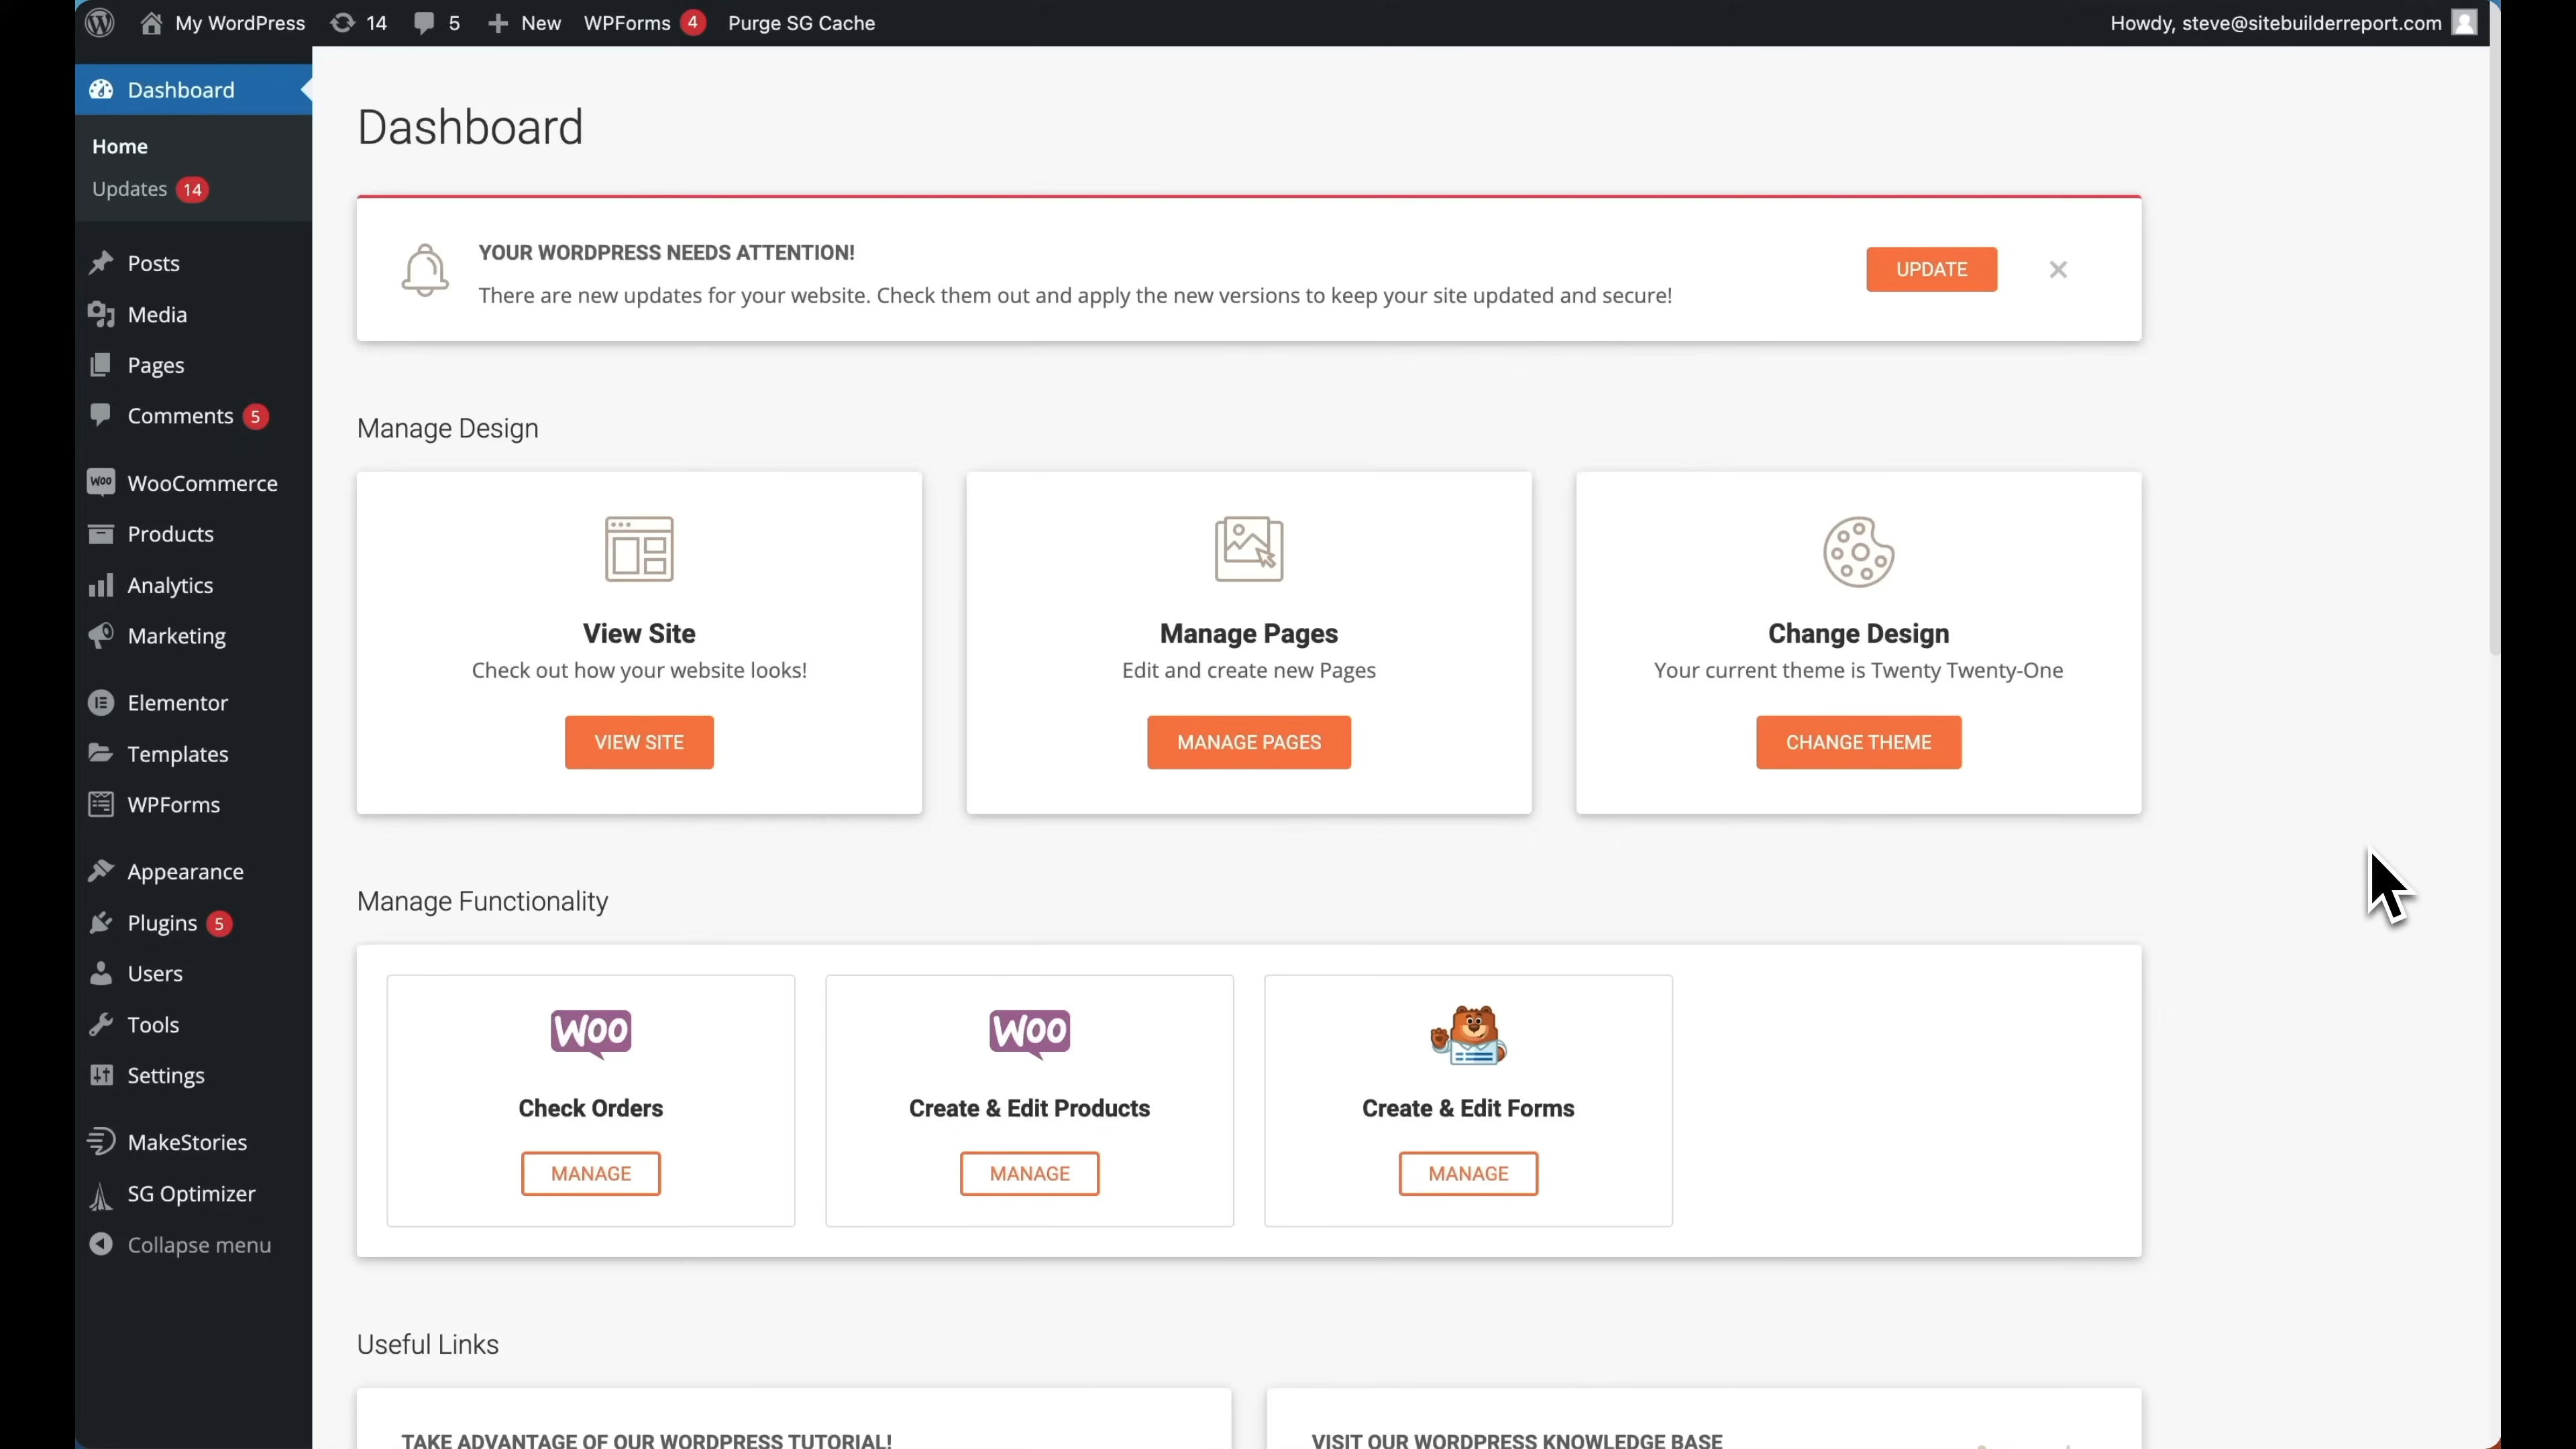 My WordPress 14 5 New WPForms 4 Purge SG Cache Howdy, steve@sitebuilderreport.com
Dashboard
Home
Updates 14
Posts
Media
Pages
Comments 5
WOO WooCommerce
Products
Analytics
Marketing
Elementor
Templates
WPForms
Appearance
Plugins 5
Users
Tools
Settings
MakeStories
SG Optimizer
Collapse menu
Dashboard
YOUR WORDPRESS NEEDS ATTENTION!
There are new updates for your website. Check them out and apply the new versions to keep your site updated and secure!
UPDATE
Manage Design
View Site
Check out how your website looks!
VIEW SITE
Manage Pages
Edit and create new Pages
MANAGE PAGES
Change Design
Your current theme is Twenty Twenty-One
CHANGE THEME
Manage Functionality
WOO
Check Orders
MANAGE
WOO
Create & Edit Products
MANAGE
Create & Edit Forms
MANAGE
Useful Links
TAKE ADVANTAGE OF OUR WORDPRESS TUTORIAL!
VISIT OUR WORDPRESS KNOWLEDGE BASE